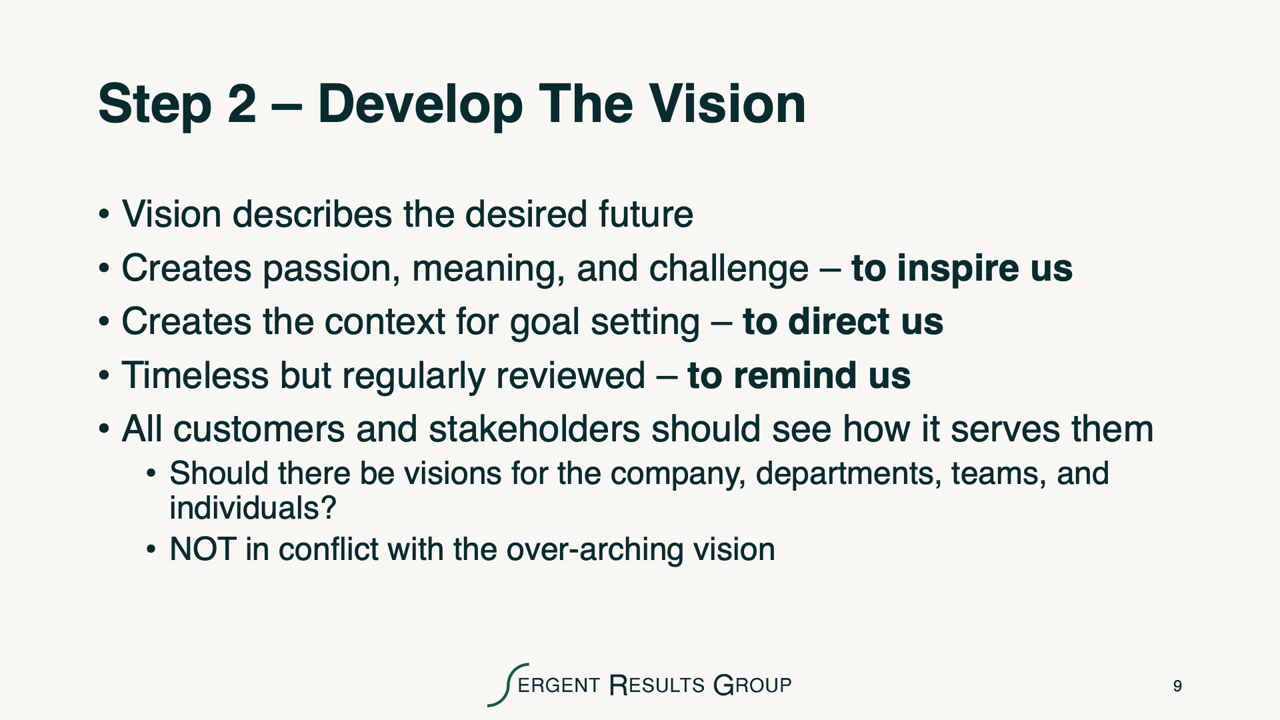 Step 2 – Develop The Vision
• Vision describes the desired future
• Creates passion, meaning, and challenge – to inspire us
• Creates the context for goal setting – to direct us
• Timeless but regularly reviewed – to remind us
• All customers and stakeholders should see how it serves them
• Should there be visions for the company, departments, teams, and
individuals?
• NOT in conflict with the over-arching vision
SERGENT RESULTS GROUP
9